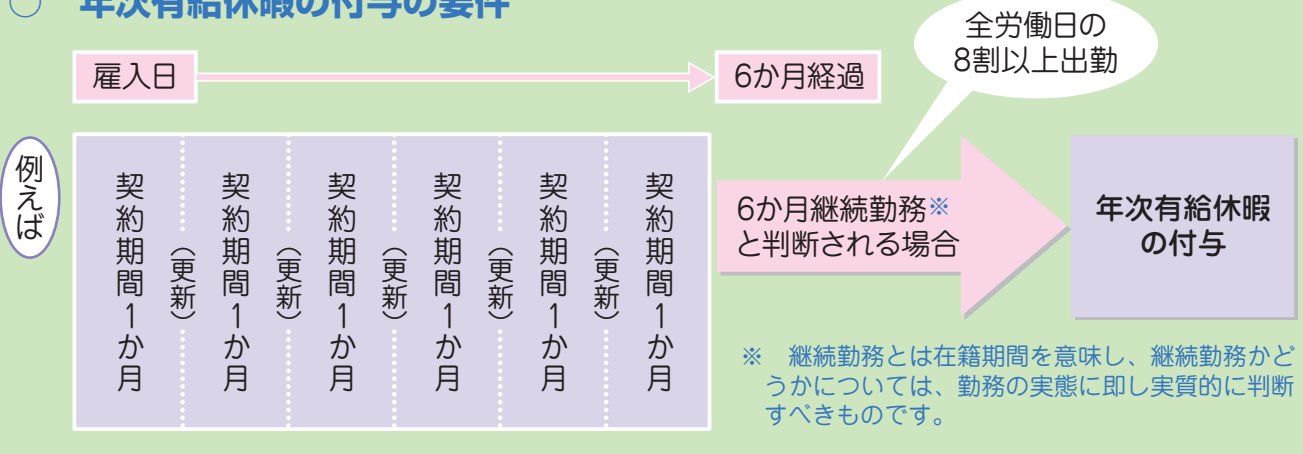 ○ 年次有給休暇の付与の要件
雇入日
6か月経過
全労働日の
8割以上出勤
例えば
契約期間1か月
（更新）
契約期間1か月
（更新）
契約期間1か月
（更新）
契約期間1か月
（更新）
契約期間1か月
（更新）
契約期間1か月
6か月継続勤務※
と判断される場合
年次有給休暇
の付与
※ 継続勤務とは在籍期間を意味し、継続勤務かど
うかについては、勤務の実態に即し実質的に判断
すべきものです。